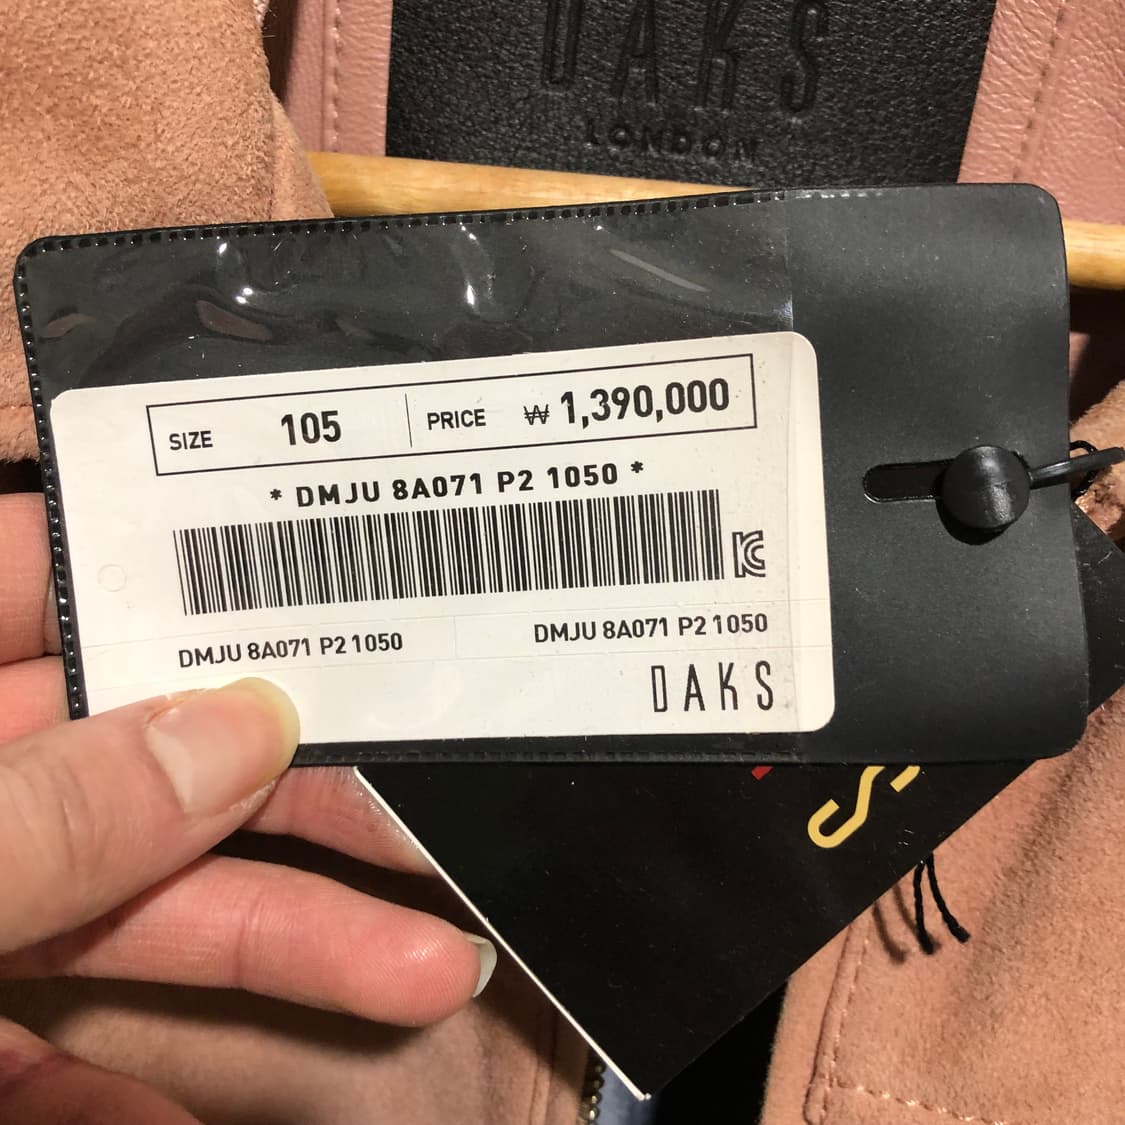 DAKS
LONDON
SIZE 105 PRICE ₩ 1,390,000
* DMJU 8A071 P2 1050 *
DMJU 8A071 P2 1050 DMJU 8A071 P2 1050
DAKS